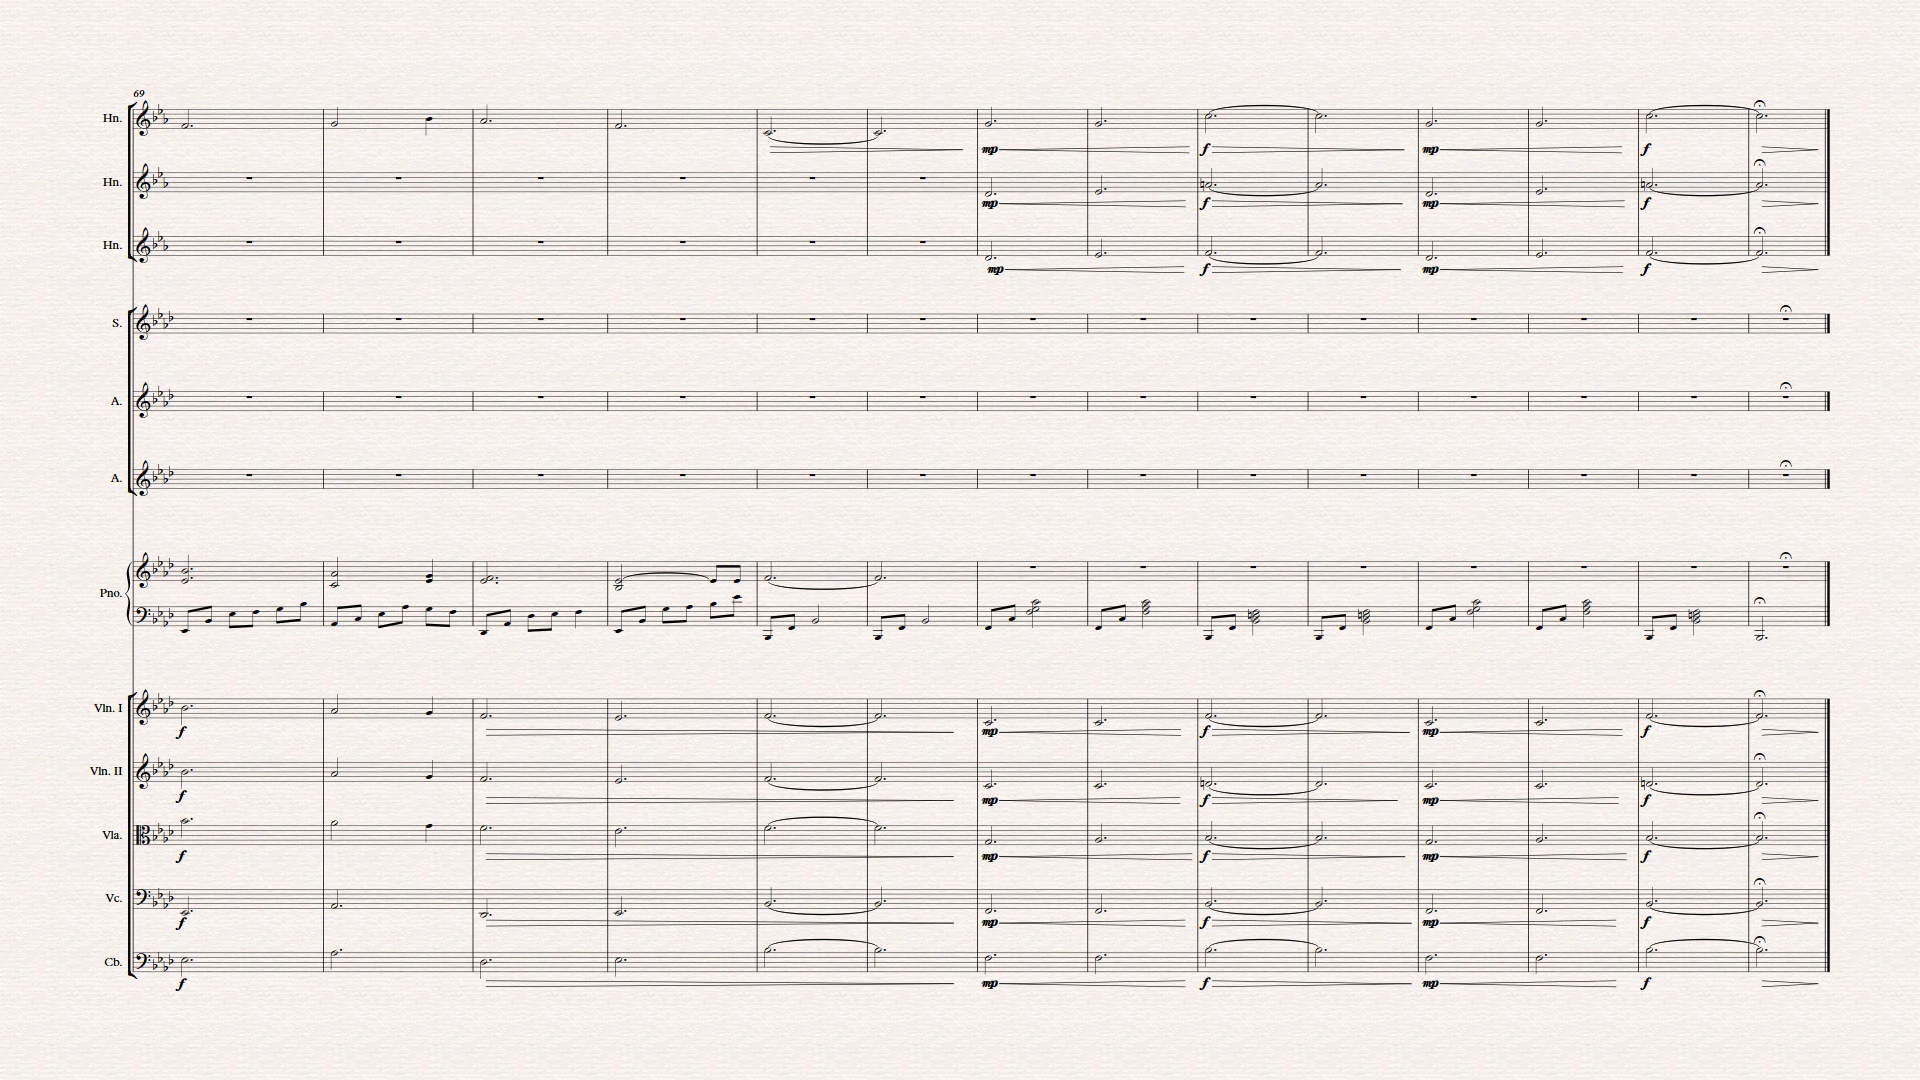 69
Hn.
mp f mp f
Hn.
mp f mp f
Hn.
mp f mp f
S.
A.
A.
Pno.
Vln. I
f mp f mp f
Vln. II
f mp f mp f
Vla.
f mp f mp f
Vc.
f mp f mp f
Cb.
f mp f mp f